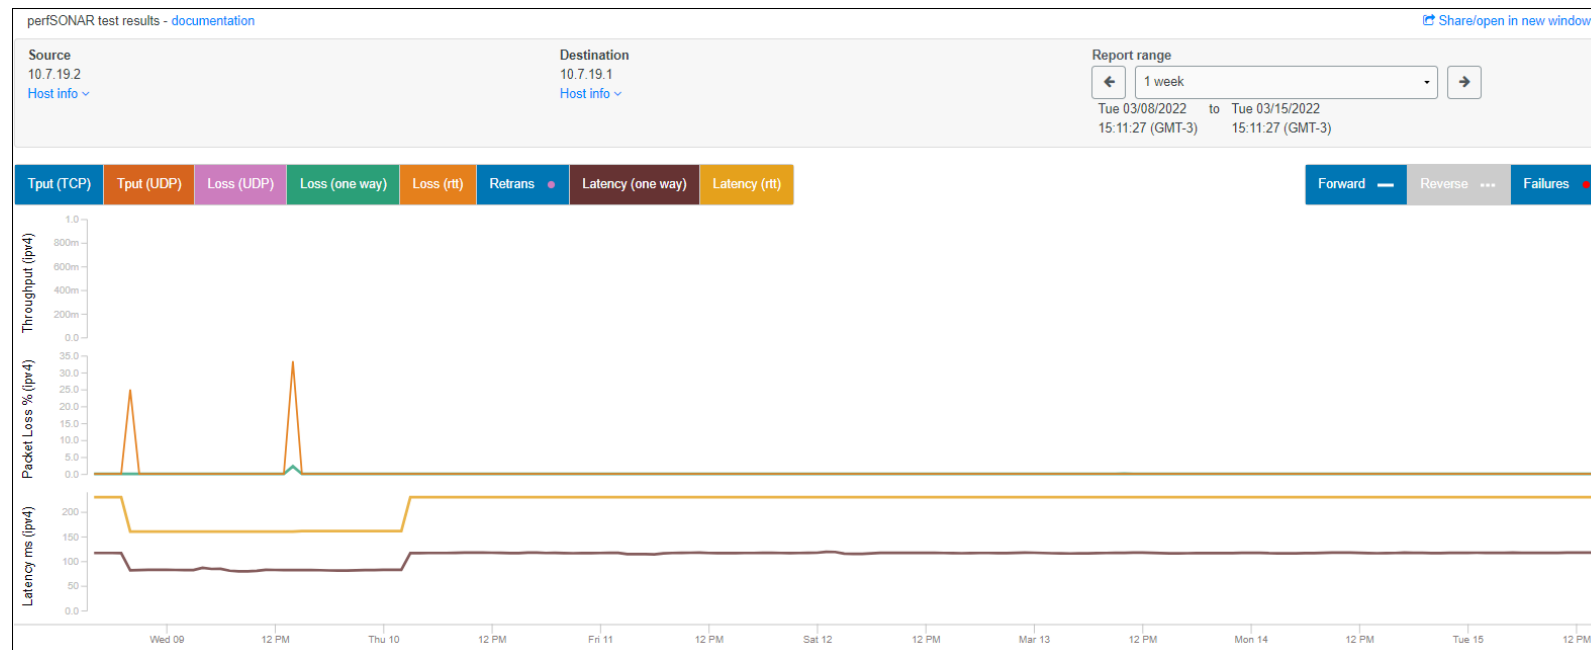 perfSONAR test results - documentation
Share/open in new window
Source
10.7.19.2
Host info
Destination
10.7.19.1
Host info
Report range
1 week
Tue 03/08/2022 to Tue 03/15/2022
15:11:27 (GMT-3) 15:11:27 (GMT-3)
Tput (TCP) Tput (UDP) Loss (UDP) Loss (one way) Loss (rtt) Retrans Latency (one way) Latency (rtt)
Forward Reverse Failures
Throughput (ipv4)
1.0
800m
600m
400m
200m
0.0
Packet Loss % (ipv4)
35.0
30.0
25.0
20.0
15.0
10.0
5.0
0.0
Latency ms (ipv4)
200
150
100
50
0.0
Wed 09 12 PM Thu 10 12 PM Fri 11 12 PM Sat 12 12 PM Mar 13 12 PM Mon 14 12 PM Tue 15 12 PM